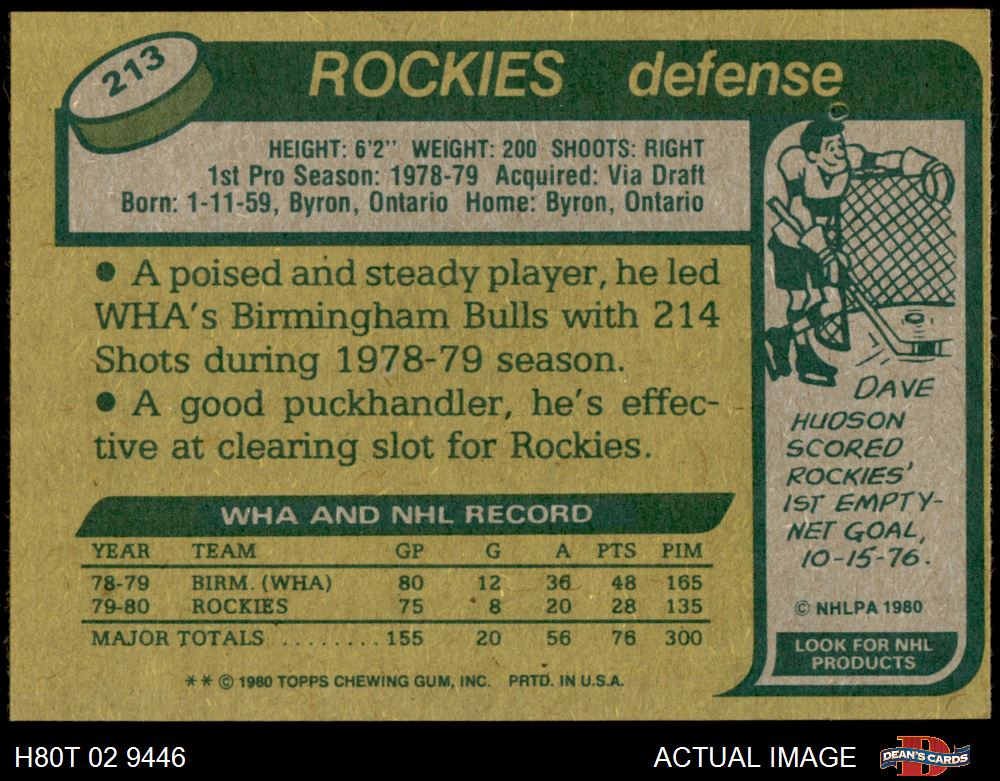 213
ROCKIES defense
HEIGHT: 6'2" WEIGHT: 200 SHOOTS: RIGHT
1st Pro Season: 1978-79 Acquired: Via Draft
Born: 1-11-59, Byron, Ontario Home: Byron, Ontario
● A poised and steady player, he led
WHA's Birmingham Bulls with 214
Shots during 1978-79 season.
● A good puckhandler, he's effec-
tive at clearing slot for Rockies.
WHA AND NHL RECORD
YEAR TEAM GP G A PTS PIM
78-79 BIRM. (WHA) 80 12 36 48 165
79-80 ROCKIES 75 8 20 28 135
MAJOR TOTALS ........ 155 20 56 76 300
** © 1980 TOPPS CHEWING GUM, INC. PRTD. IN U.S.A.
DAVE
HUDSON
SCORED
ROCKIES'
1ST EMPTY-
NET GOAL,
10-15-76.
© NHLPA 1980
LOOK FOR NHL
PRODUCTS
H80T 02 9446 ACTUAL IMAGE DEAN'S CARDS